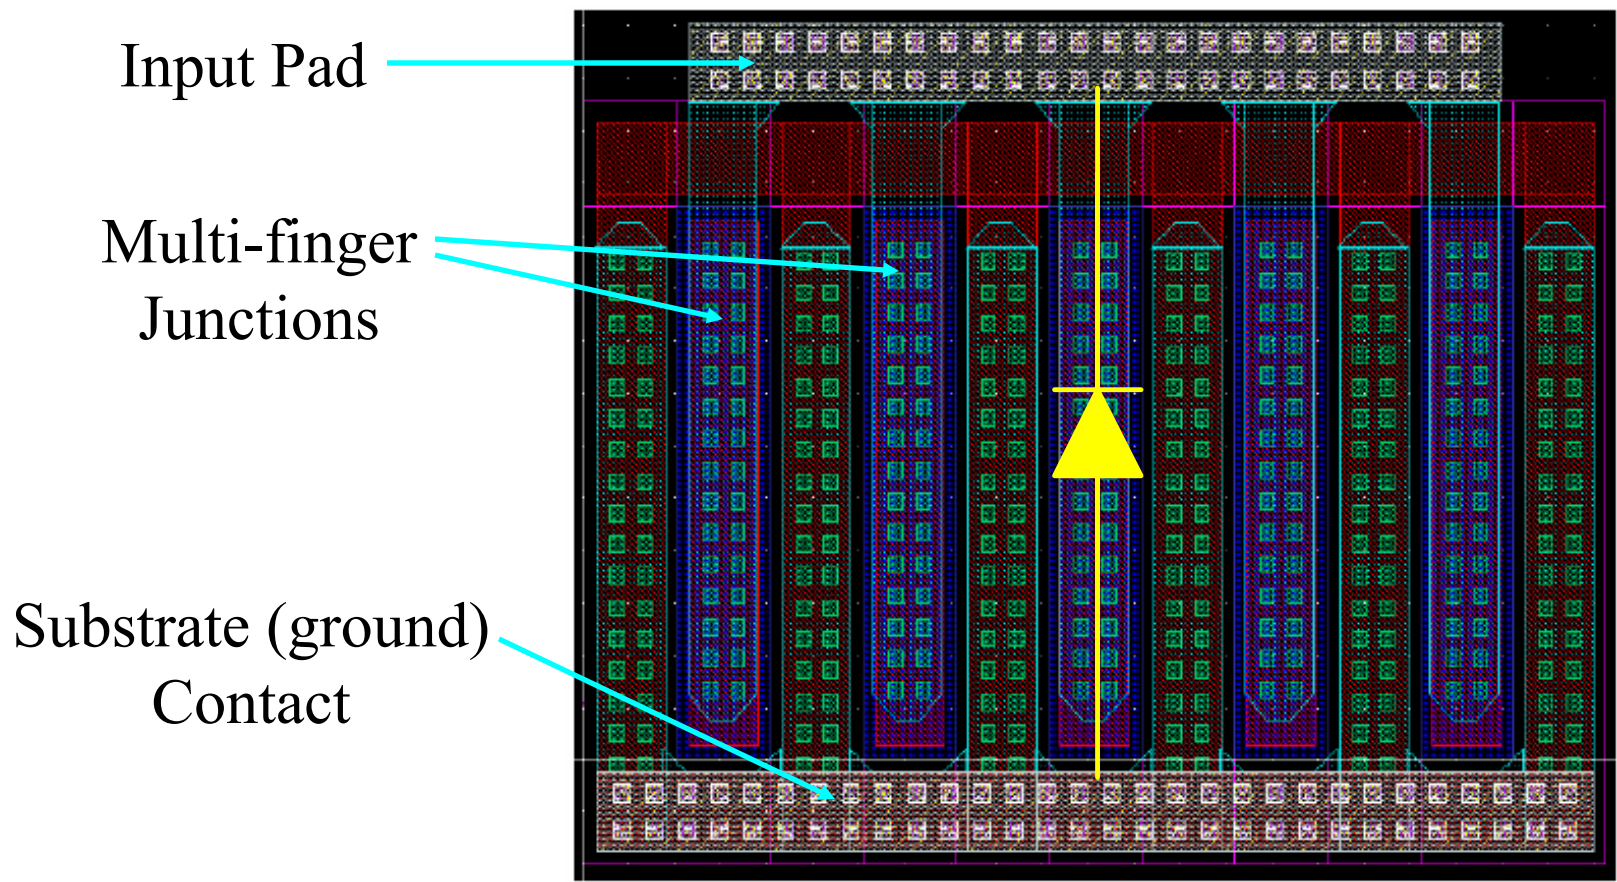 Input Pad
Multi-finger
Junctions
Substrate (ground)
Contact